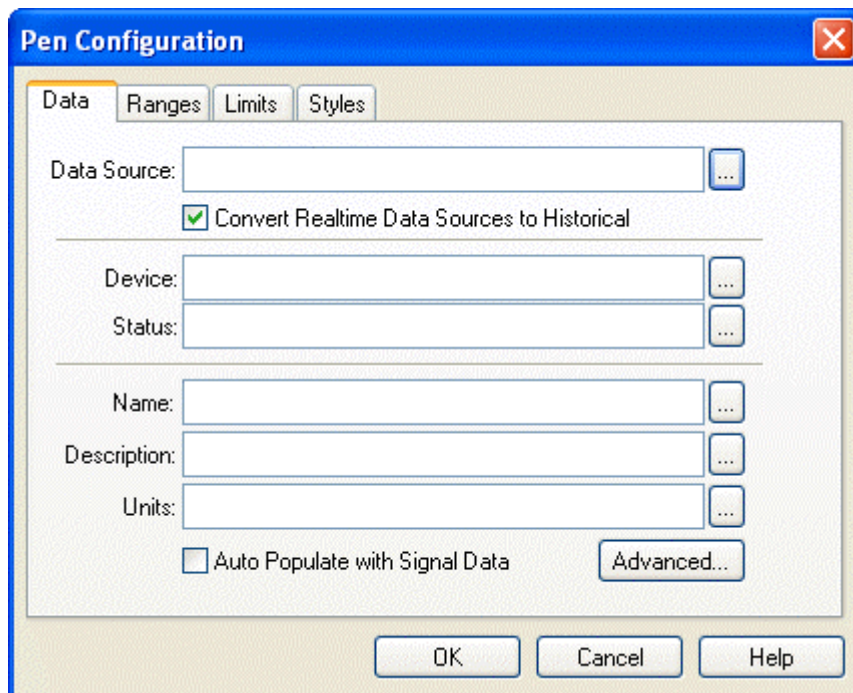 Pen Configuration
Data Ranges Limits Styles
Data Source: ...
Convert Realtime Data Sources to Historical
Device: ...
Status: ...
Name: ...
Description: ...
Units: ...
Auto Populate with Signal Data Advanced...
OK Cancel Help